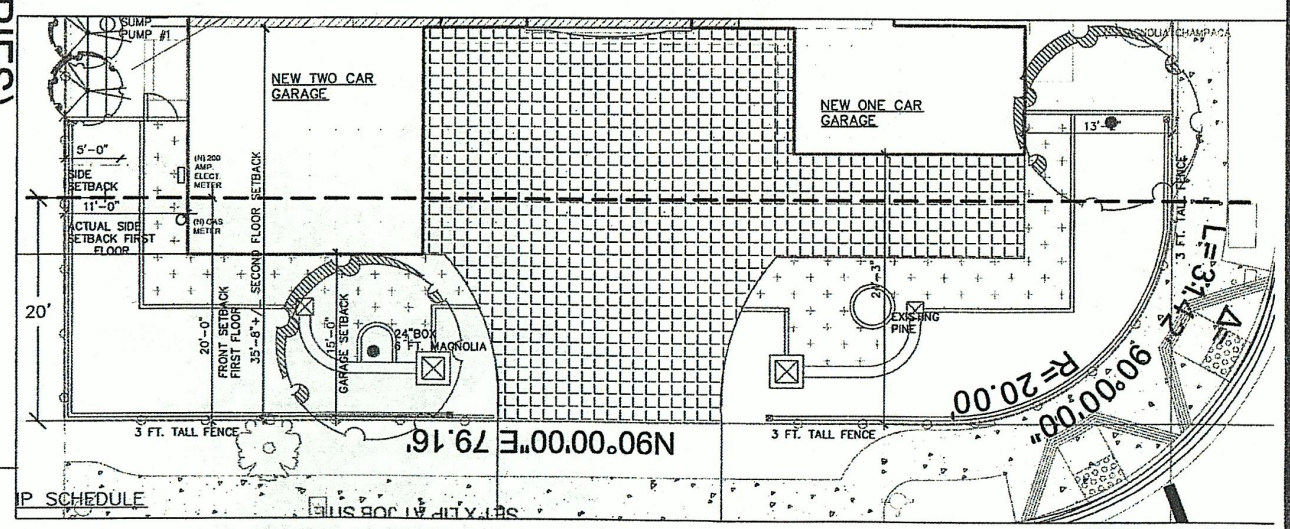 SUMP
PUMP #1
NEW TWO CAR
GARAGE
NEW ONE CAR
GARAGE
13'-2"
5'-0"
SIDE
SETBACK
11'-0"
ACTUAL SIDE
SETBACK FIRST
FLOOR
(N) 200
AMP.
ELECT.
METER
(N) GAS
METER
35'-8"+/- SECOND FLOOR SETBACK
20'-0"
FRONT SETBACK
FIRST FLOOR
15'-0"
GARAGE SETBACK
20'
24"BOX
6 FT. MAGNOLIA
EXISTING
PINE
3 FT. TALL FENCE
L=31.42
Δ=
90°00'00"
R=20.00
3 FT. TALL FENCE
N90°00'00"E 79.16'
3 FT. TALL FENCE
IP SCHEDULE
AT JOB SITE